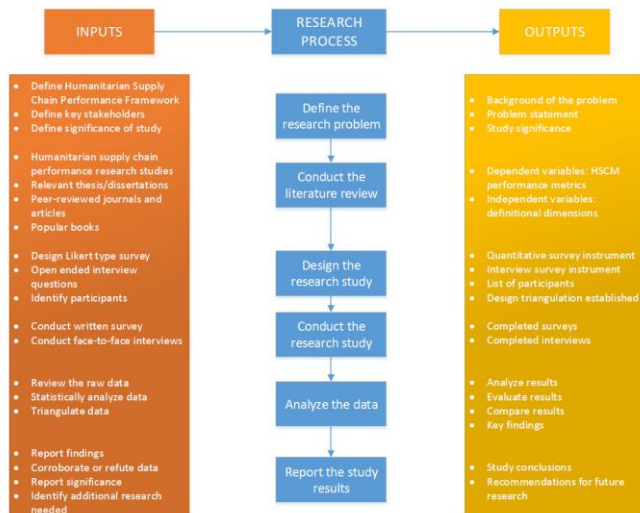 INPUTS
RESEARCH
PROCESS
OUTPUTS
Define Humanitarian Supply
Chain Performance Framework
Define key stakeholders
Define significance of study
Humanitarian supply chain
performance research studies
Relevant thesis/dissertations
Peer-reviewed journals and
articles
Popular books
Design Likert type survey
Open ended interview
questions
Identify participants
Conduct written survey
Conduct face-to-face interviews
Review the raw data
Statistically analyze data
Triangulate data
Report findings
Corroborate or refute data
Report significance
Identify additional research
needed
Define the
research problem
Conduct the
literature review
Design the
research study
Conduct the
research study
Analyze the data
Report the study
results
Background of the problem
Problem statement
Study significance
Dependent variables: HSCM
performance metrics
Independent variables:
definitional dimensions
Quantitative survey instrument
Interview survey instrument
List of participants
Design triangulation established
Completed surveys
Completed interviews
Analyze results
Evaluate results
Compare results
Key findings
Study conclusions
Recommendations for future
research